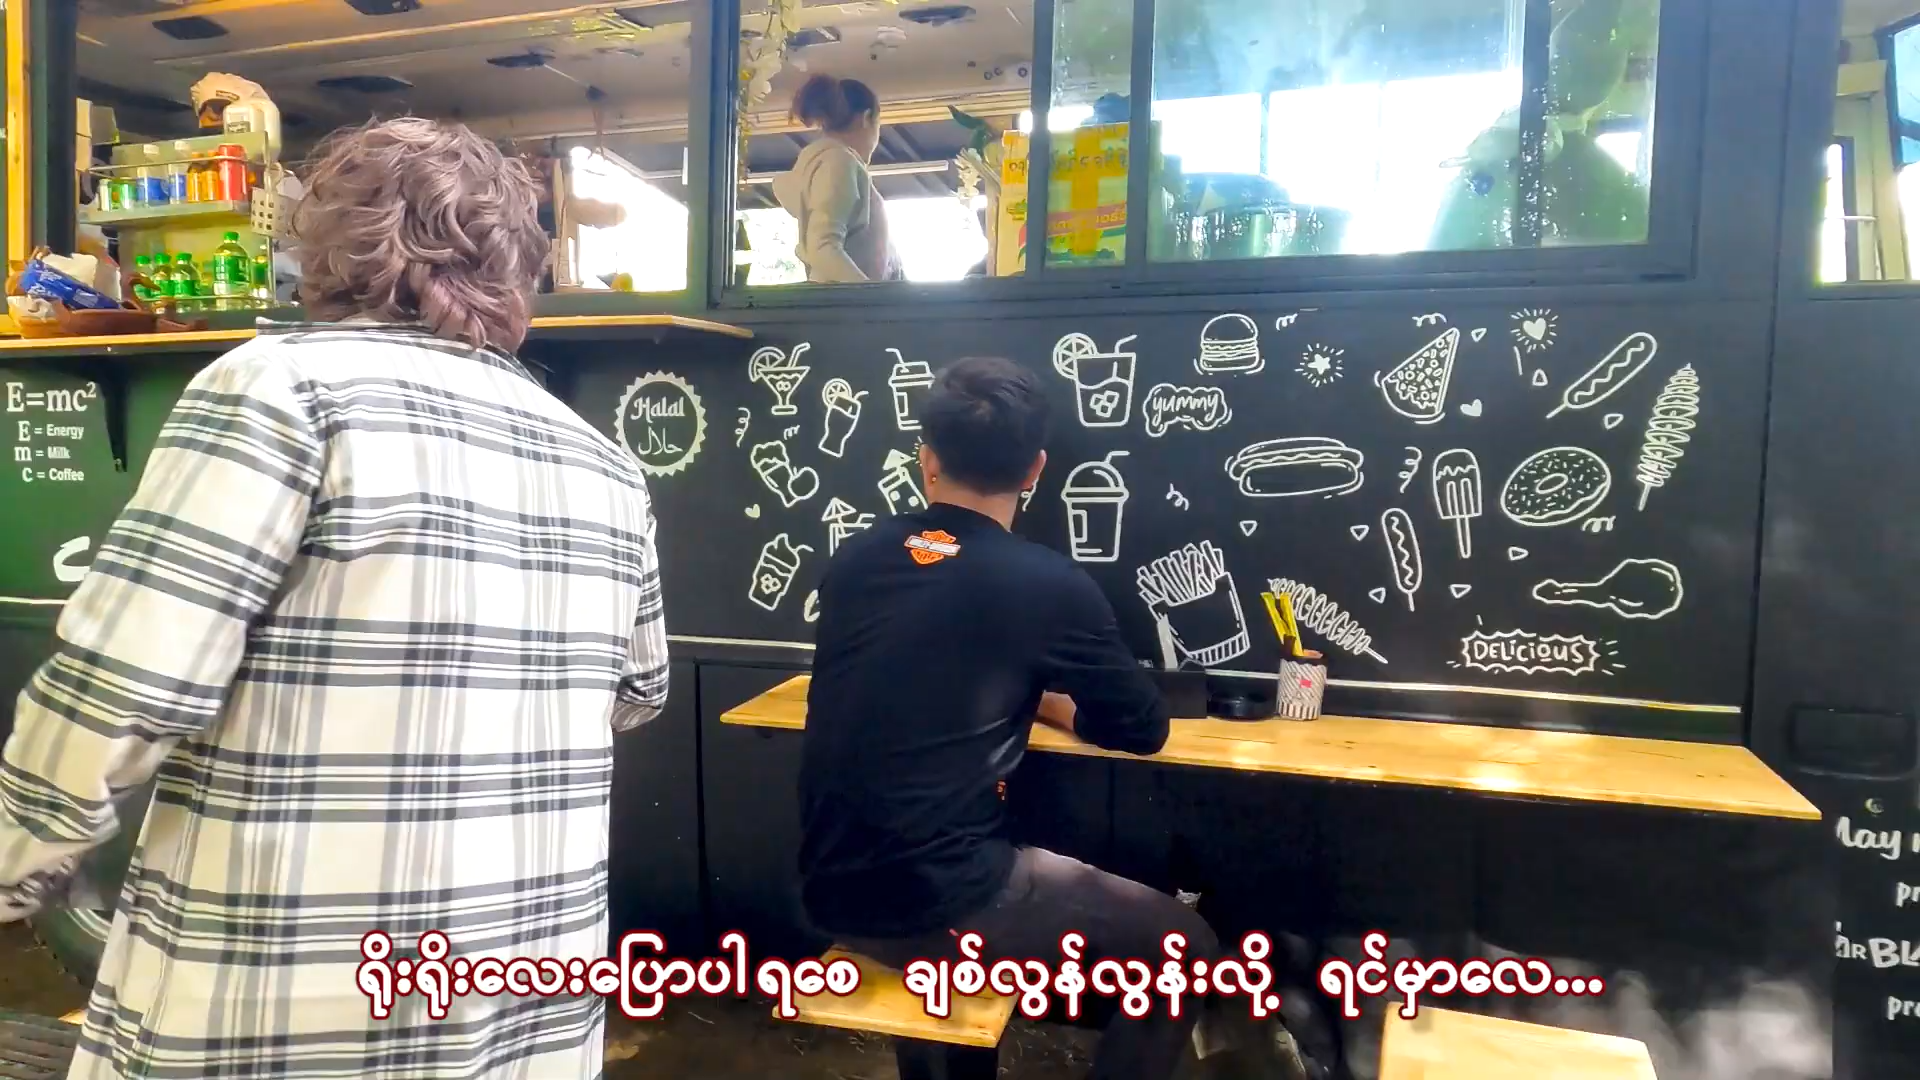 E=mc²
E = Energy
m = Milk
C = Coffee
Halal
حلال
yummy
DELiCiOUS
ရိုးရိုးလေးပြောပါရစေ ချစ်လွန်လွန်းလို့ ရင်မှာလေ...